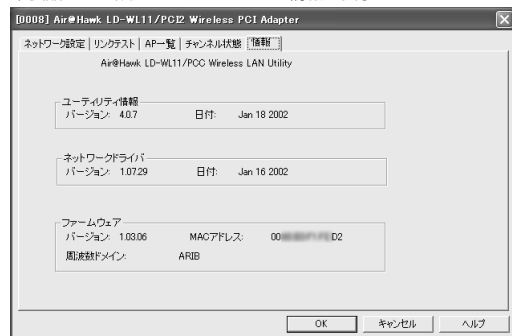 [0008] Air@Hawk LD-WL11/PCI2 Wireless PCI Adapter
ネットワーク設定 リンクテスト AP一覧 チャンネル状態 情報
Air@Hawk LD-WL11/PCC Wireless LAN Utility
ユーティリティ情報
バージョン: 4.0.7 日付: Jan 18 2002
ネットワークドライバ
バージョン: 1.07.29 日付: Jan 16 2002
ファームウェア
バージョン: 1.03.06 MACアドレス: 00 D2
周波数ドメイン: ARIB
OK キャンセル ヘルプ